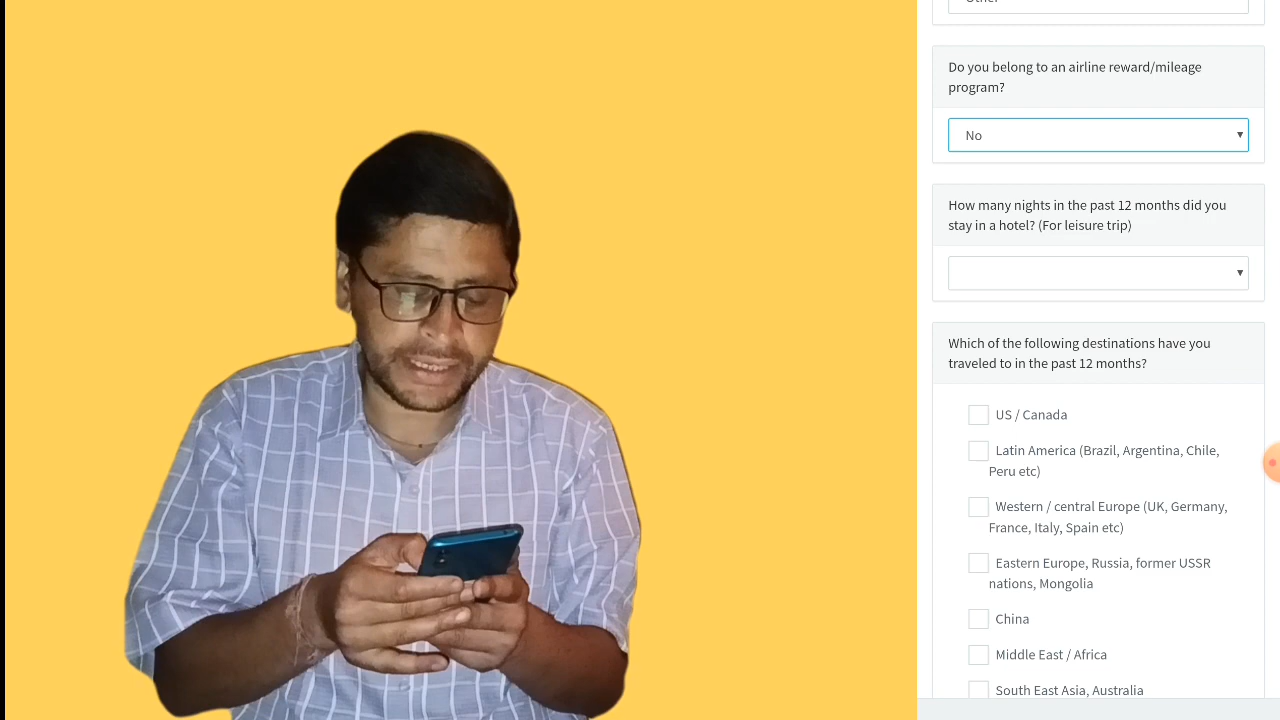 Do you belong to an airline reward/mileage
program?
No
How many nights in the past 12 months did you
stay in a hotel? (For leisure trip)
Which of the following destinations have you
traveled to in the past 12 months?
US / Canada
Latin America (Brazil, Argentina, Chile,
Peru etc)
Western / central Europe (UK, Germany,
France, Italy, Spain etc)
Eastern Europe, Russia, former USSR
nations, Mongolia
China
Middle East / Africa
South East Asia, Australia